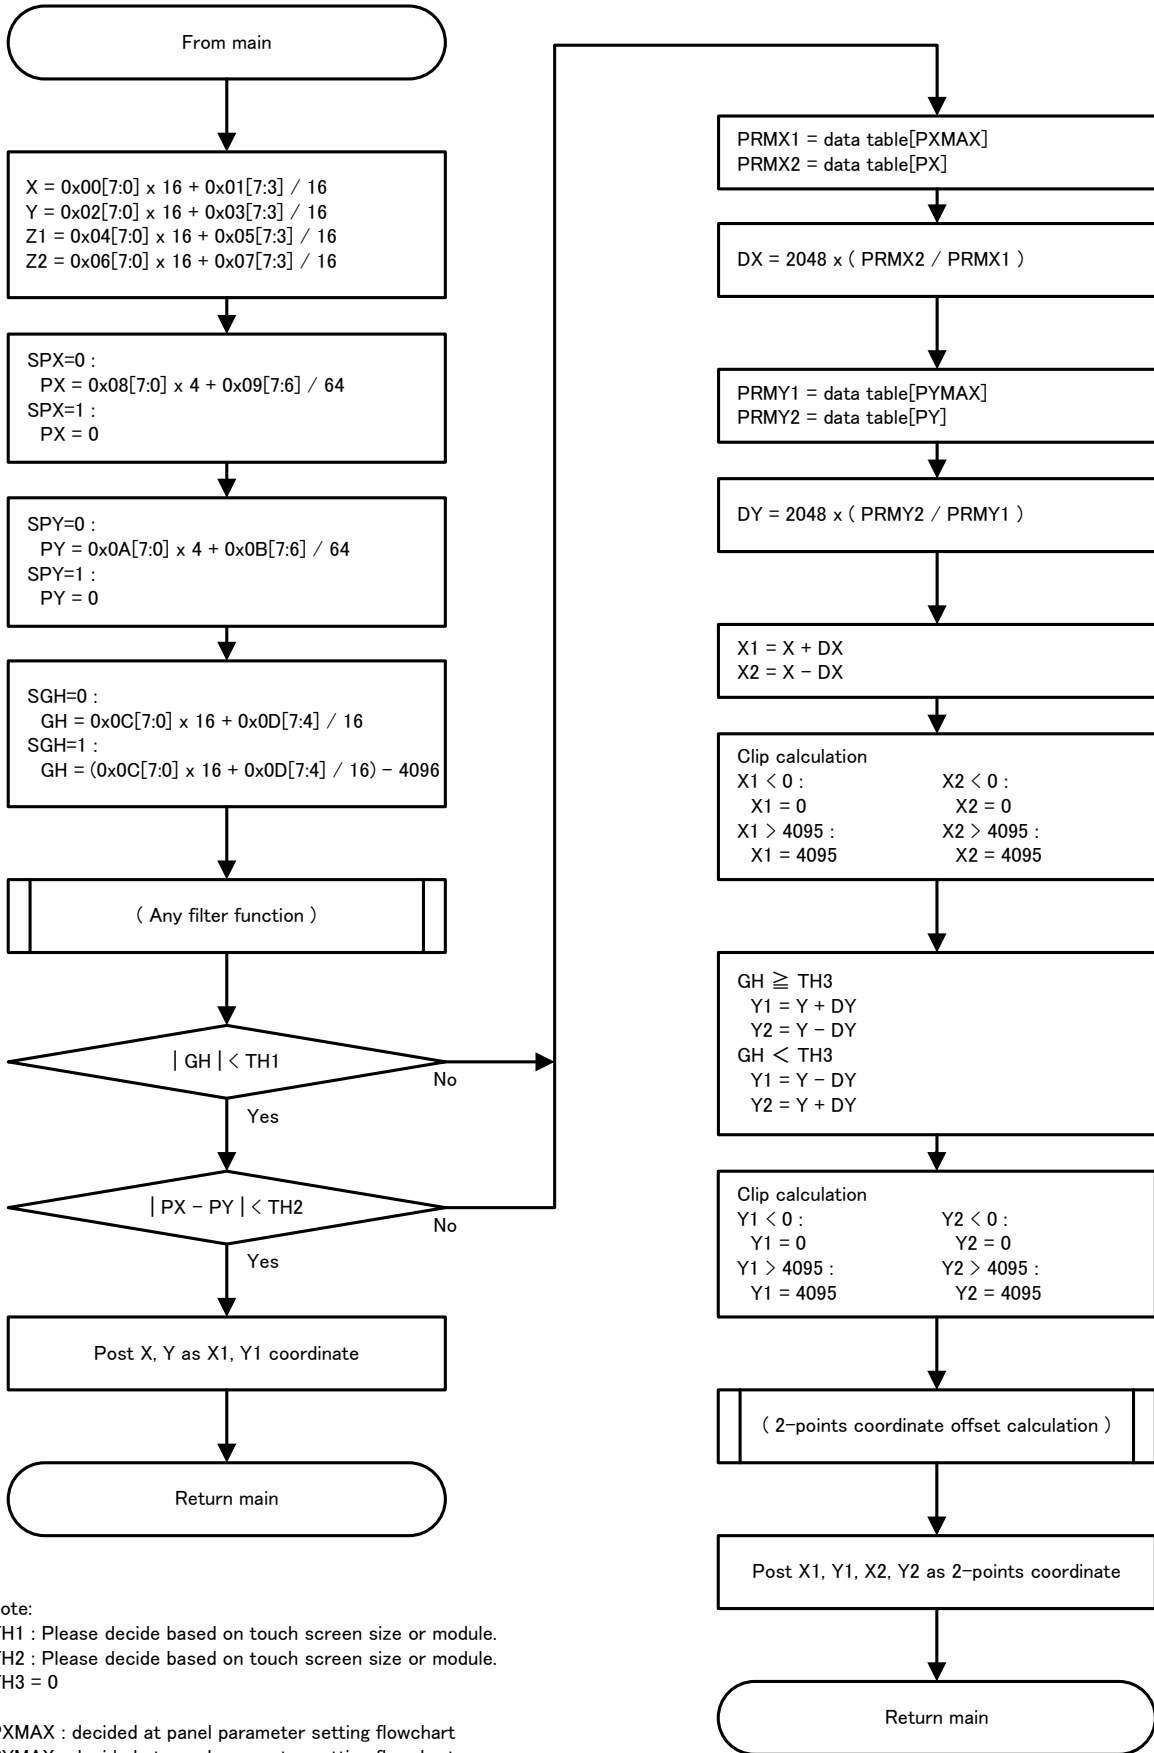 From main
X = 0x00[7:0] x 16 + 0x01[7:3] / 16
Y = 0x02[7:0] x 16 + 0x03[7:3] / 16
Z1 = 0x04[7:0] x 16 + 0x05[7:3] / 16
Z2 = 0x06[7:0] x 16 + 0x07[7:3] / 16
SPX=0 :
PX = 0x08[7:0] x 4 + 0x09[7:6] / 64
SPX=1 :
PX = 0
SPY=0 :
PY = 0x0A[7:0] x 4 + 0x0B[7:6] / 64
SPY=1 :
PY = 0
SGH=0 :
GH = 0x0C[7:0] x 16 + 0x0D[7:4] / 16
SGH=1 :
GH = (0x0C[7:0] x 16 + 0x0D[7:4] / 16) - 4096
( Any filter function )
| GH | < TH1
No
Yes
| PX - PY | < TH2
No
Yes
Post X, Y as X1, Y1 coordinate
Return main
ote:
TH1 : Please decide based on touch screen size or module.
TH2 : Please decide based on touch screen size or module.
TH3 = 0
PXMAX : decided at panel parameter setting flowchart
PYMAX : decided at panel parameter setting flowchart
PRMX1 = data table[PXMAX]
PRMX2 = data table[PX]
DX = 2048 x ( PRMX2 / PRMX1 )
PRMY1 = data table[PYMAX]
PRMY2 = data table[PY]
DY = 2048 x ( PRMY2 / PRMY1 )
X1 = X + DX
X2 = X - DX
Clip calculation
X1 < 0 : X2 < 0 :
X1 = 0 X2 = 0
X1 > 4095 : X2 > 4095 :
X1 = 4095 X2 = 4095
GH ≧ TH3
Y1 = Y + DY
Y2 = Y - DY
GH < TH3
Y1 = Y - DY
Y2 = Y + DY
Clip calculation
Y1 < 0 : Y2 < 0 :
Y1 = 0 Y2 = 0
Y1 > 4095 : Y2 > 4095 :
Y1 = 4095 Y2 = 4095
( 2-points coordinate offset calculation )
Post X1, Y1, X2, Y2 as 2-points coordinate
Return main